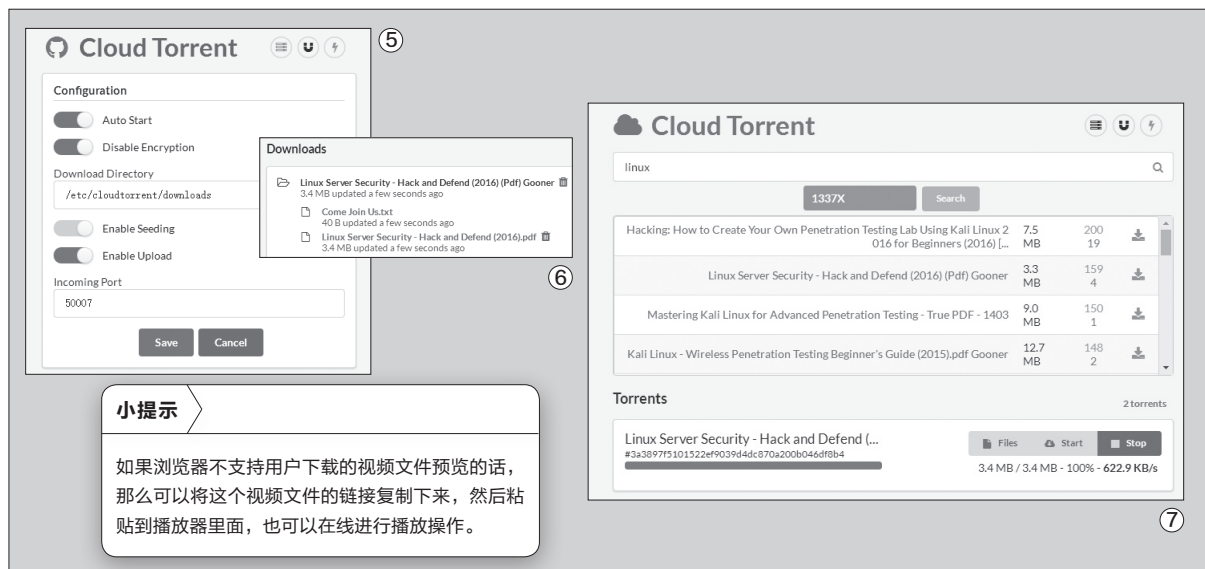 Cloud Torrent
⑤
Configuration
Auto Start
Disable Encryption
Download Directory
/etc/cloudtorrent/downloads
Enable Seeding
Enable Upload
Incoming Port
50007
Save Cancel
Downloads
Linux Server Security - Hack and Defend (2016) (Pdf) Gooner
3.4 MB updated a few seconds ago
Come Join Us.txt
40 B updated a few seconds ago
Linux Server Security - Hack and Defend (2016).pdf
3.4 MB updated a few seconds ago
⑥
小提示
如果浏览器不支持用户下载的视频文件预览的话，
那么可以将这个视频文件的链接复制下来，然后粘
贴到播放器里面，也可以在线进行播放操作。
Cloud Torrent
linux
1337X Search
Hacking: How to Create Your Own Penetration Testing Lab Using Kali Linux 2 7.5 200
016 for Beginners (2016) [... MB 19
Linux Server Security - Hack and Defend (2016) (Pdf) Gooner 3.3 159
MB 4
Mastering Kali Linux for Advanced Penetration Testing - True PDF - 1403 9.0 150
MB 1
Kali Linux - Wireless Penetration Testing Beginner's Guide (2015).pdf Gooner 12.7 148
MB 2
Torrents 2 torrents
Linux Server Security - Hack and Defend (... Files Start Stop
#3a3897f5101522ef9039d4dc870a200b046df8b4
3.4 MB / 3.4 MB - 100% - 622.9 KB/s
⑦